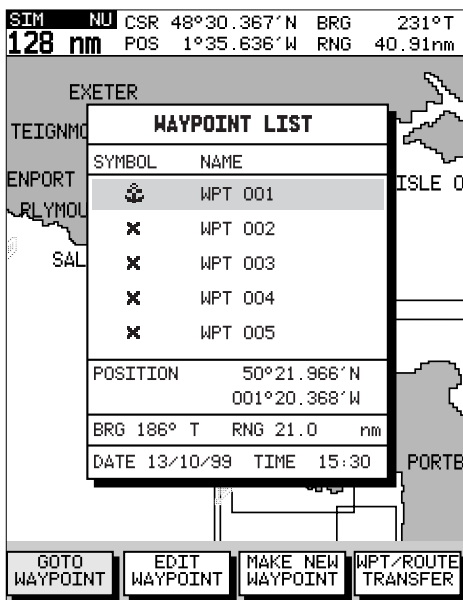 SIM NU CSR 48°30.367'N BRG 231°T
128 nm POS 1°35.636'W RNG 40.91nm
EXETER
TEIGNMO
ENPORT
PLYMOU
SAL
ISLE O
PORTB
WAYPOINT LIST
SYMBOL NAME
WPT 001
WPT 002
WPT 003
WPT 004
WPT 005
POSITION 50°21.966'N
001°20.368'W
BRG 186° T RNG 21.0 nm
DATE 13/10/99 TIME 15:30
GOTO WAYPOINT
EDIT WAYPOINT
MAKE NEW WAYPOINT
WPT/ROUTE TRANSFER